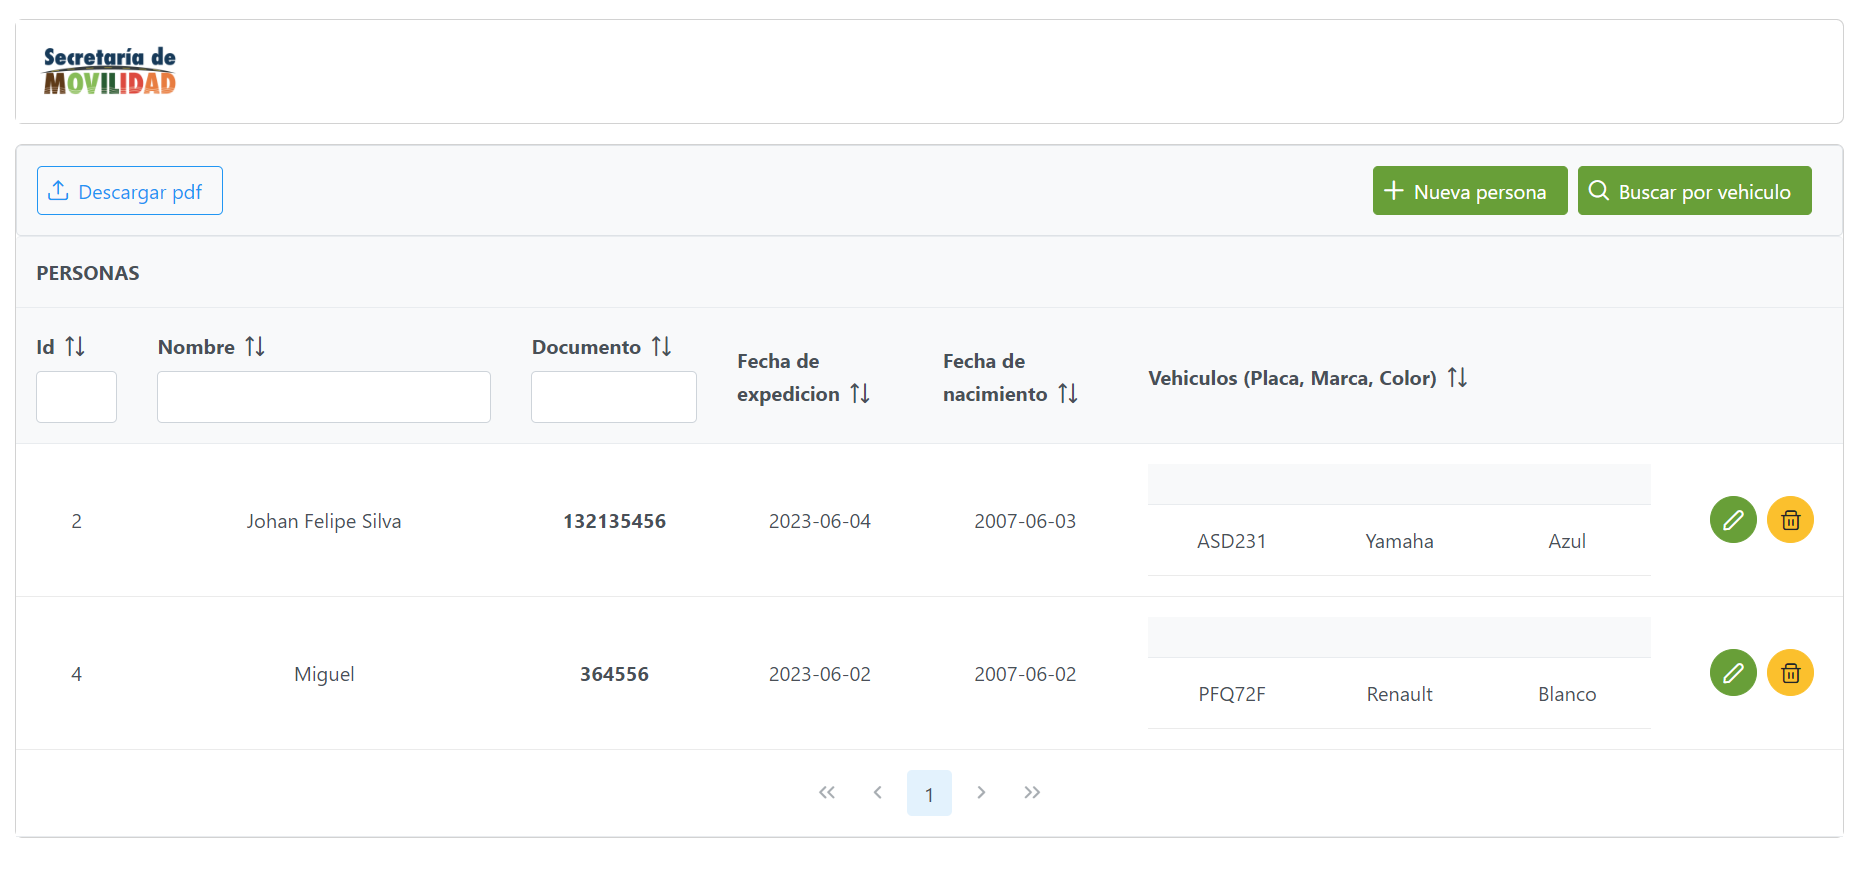 Secretaría de
MOVILIDAD
Descargar pdf
Nueva persona
Buscar por vehiculo
PERSONAS
Id
Nombre
Documento
Fecha de
expedicion
Fecha de
nacimiento
Vehiculos (Placa, Marca, Color)
2 Johan Felipe Silva 132135456 2023-06-04 2007-06-03 ASD231 Yamaha Azul
4 Miguel 364556 2023-06-02 2007-06-02 PFQ72F Renault Blanco
1